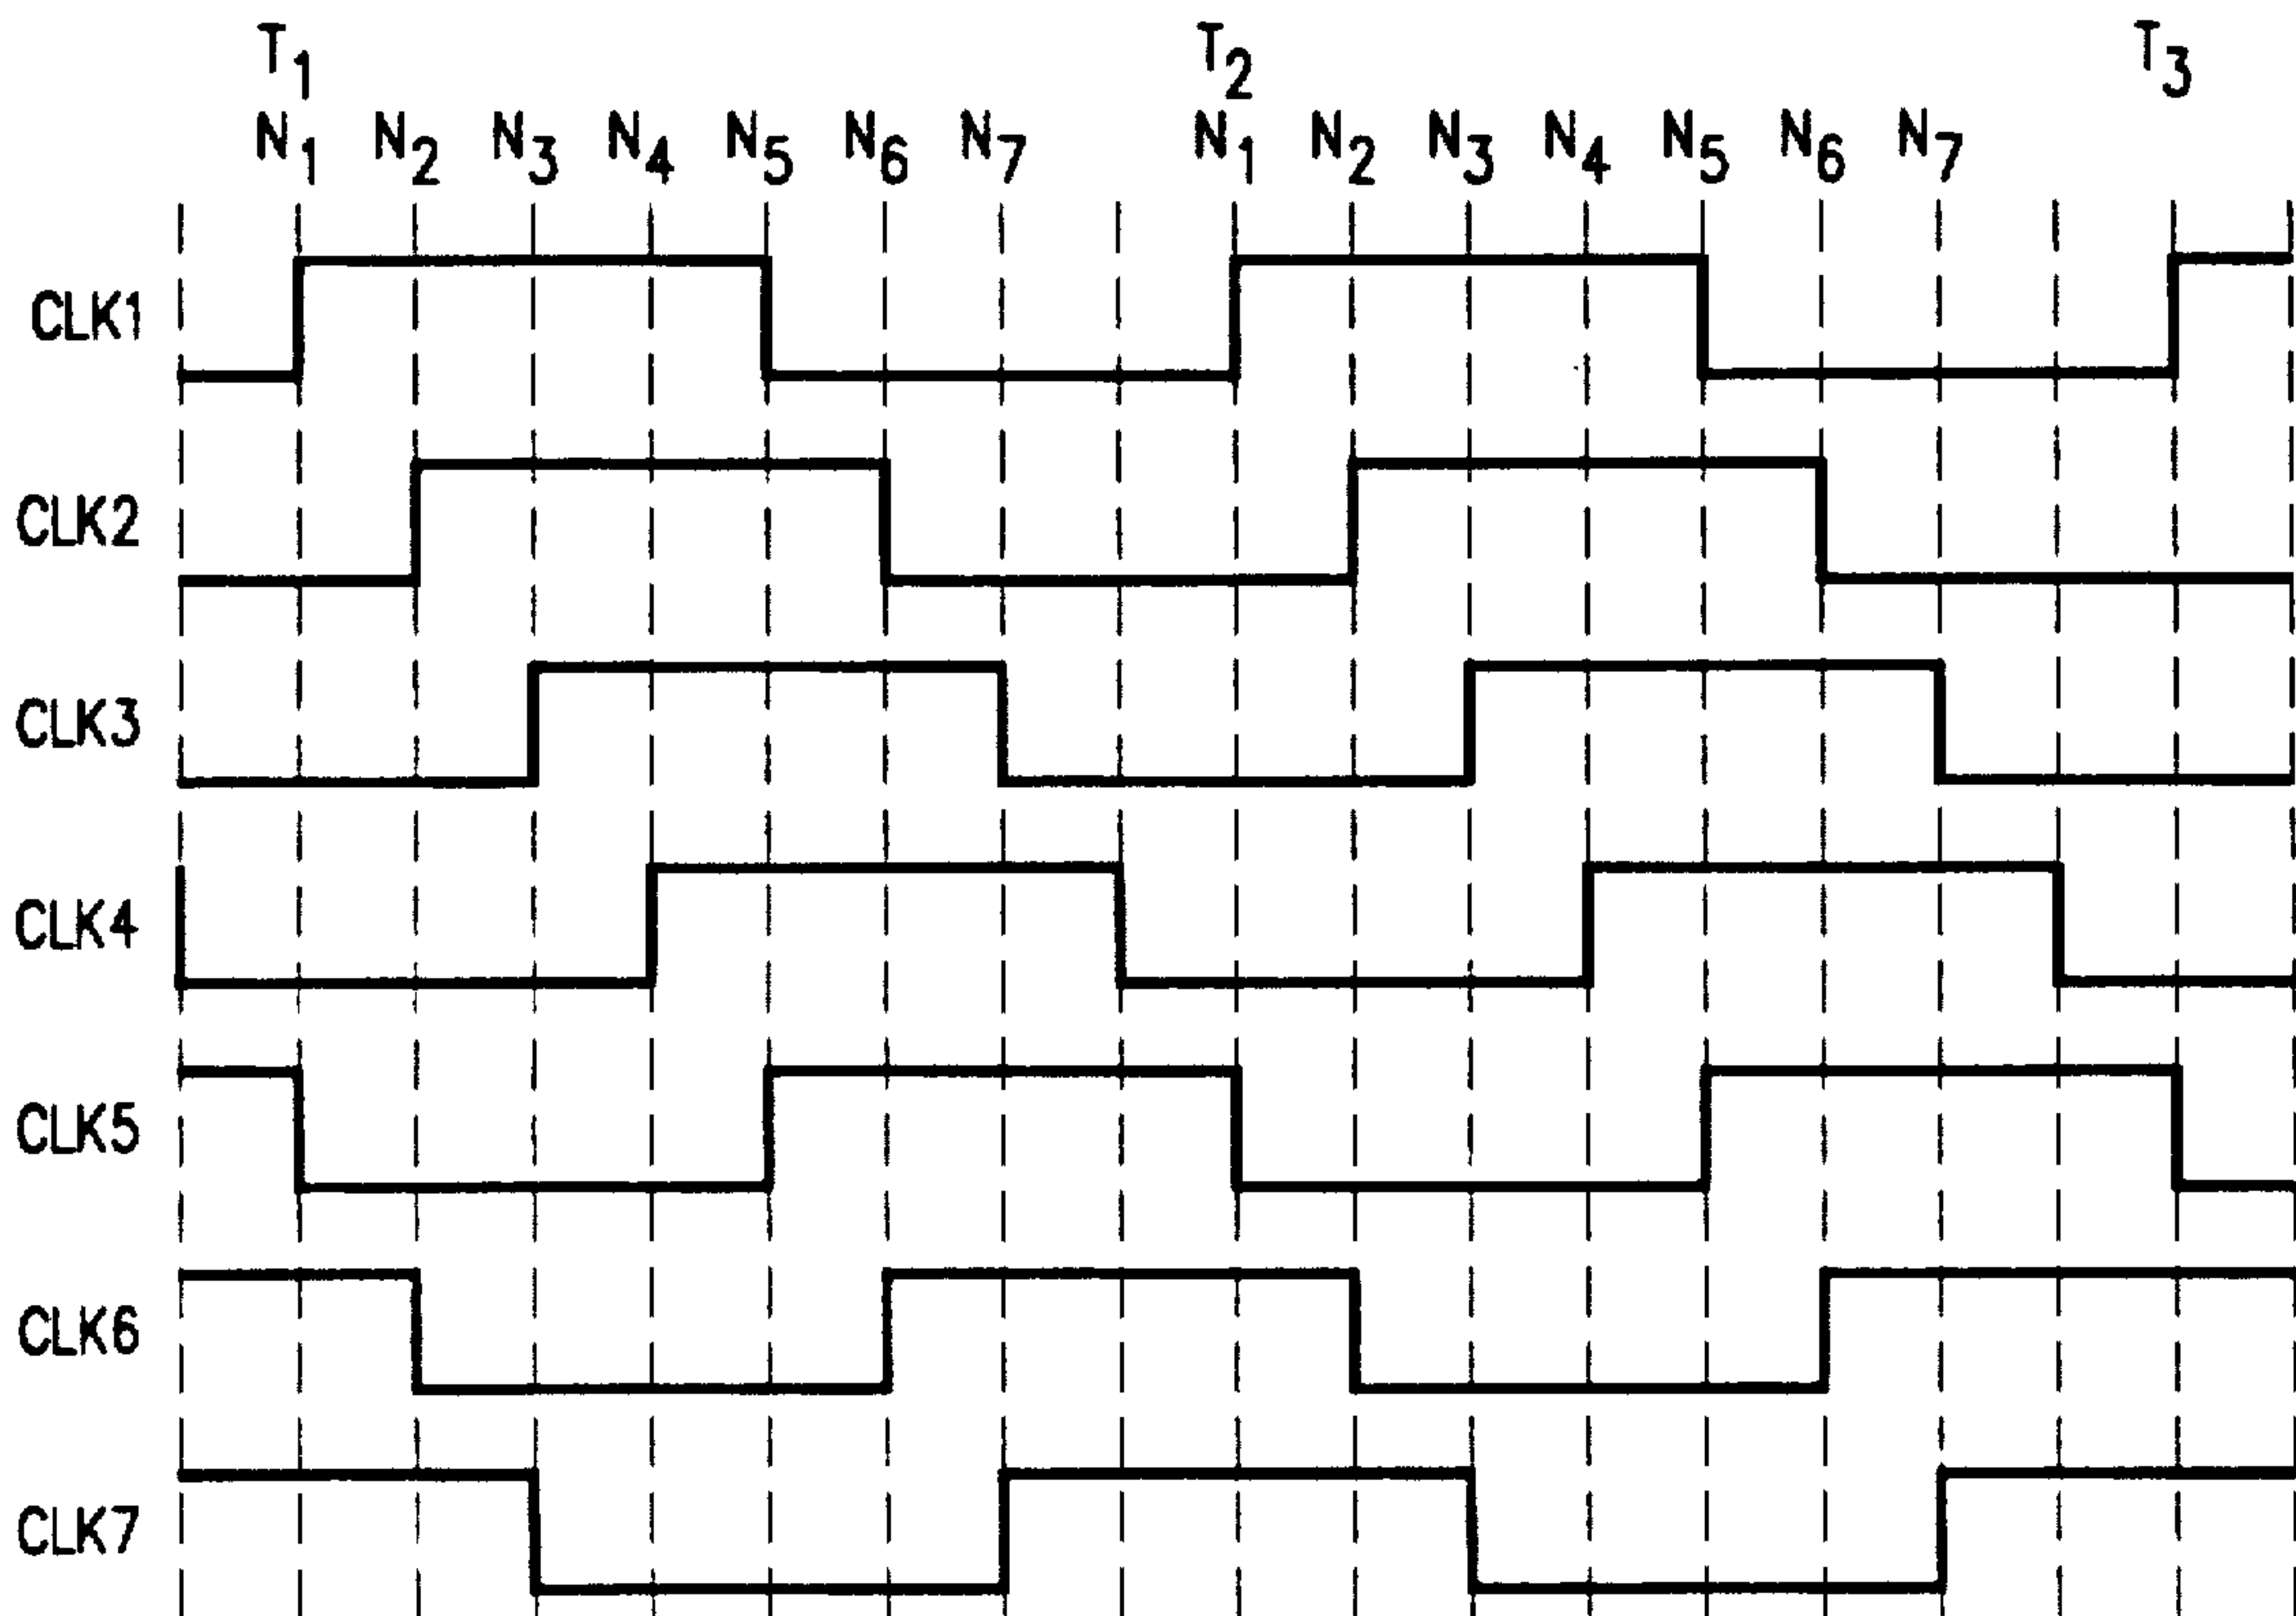 T1 T2 T3
N1 N2 N3 N4 N5 N6 N7 N1 N2 N3 N4 N5 N6 N7
CLK1
CLK2
CLK3
CLK4
CLK5
CLK6
CLK7